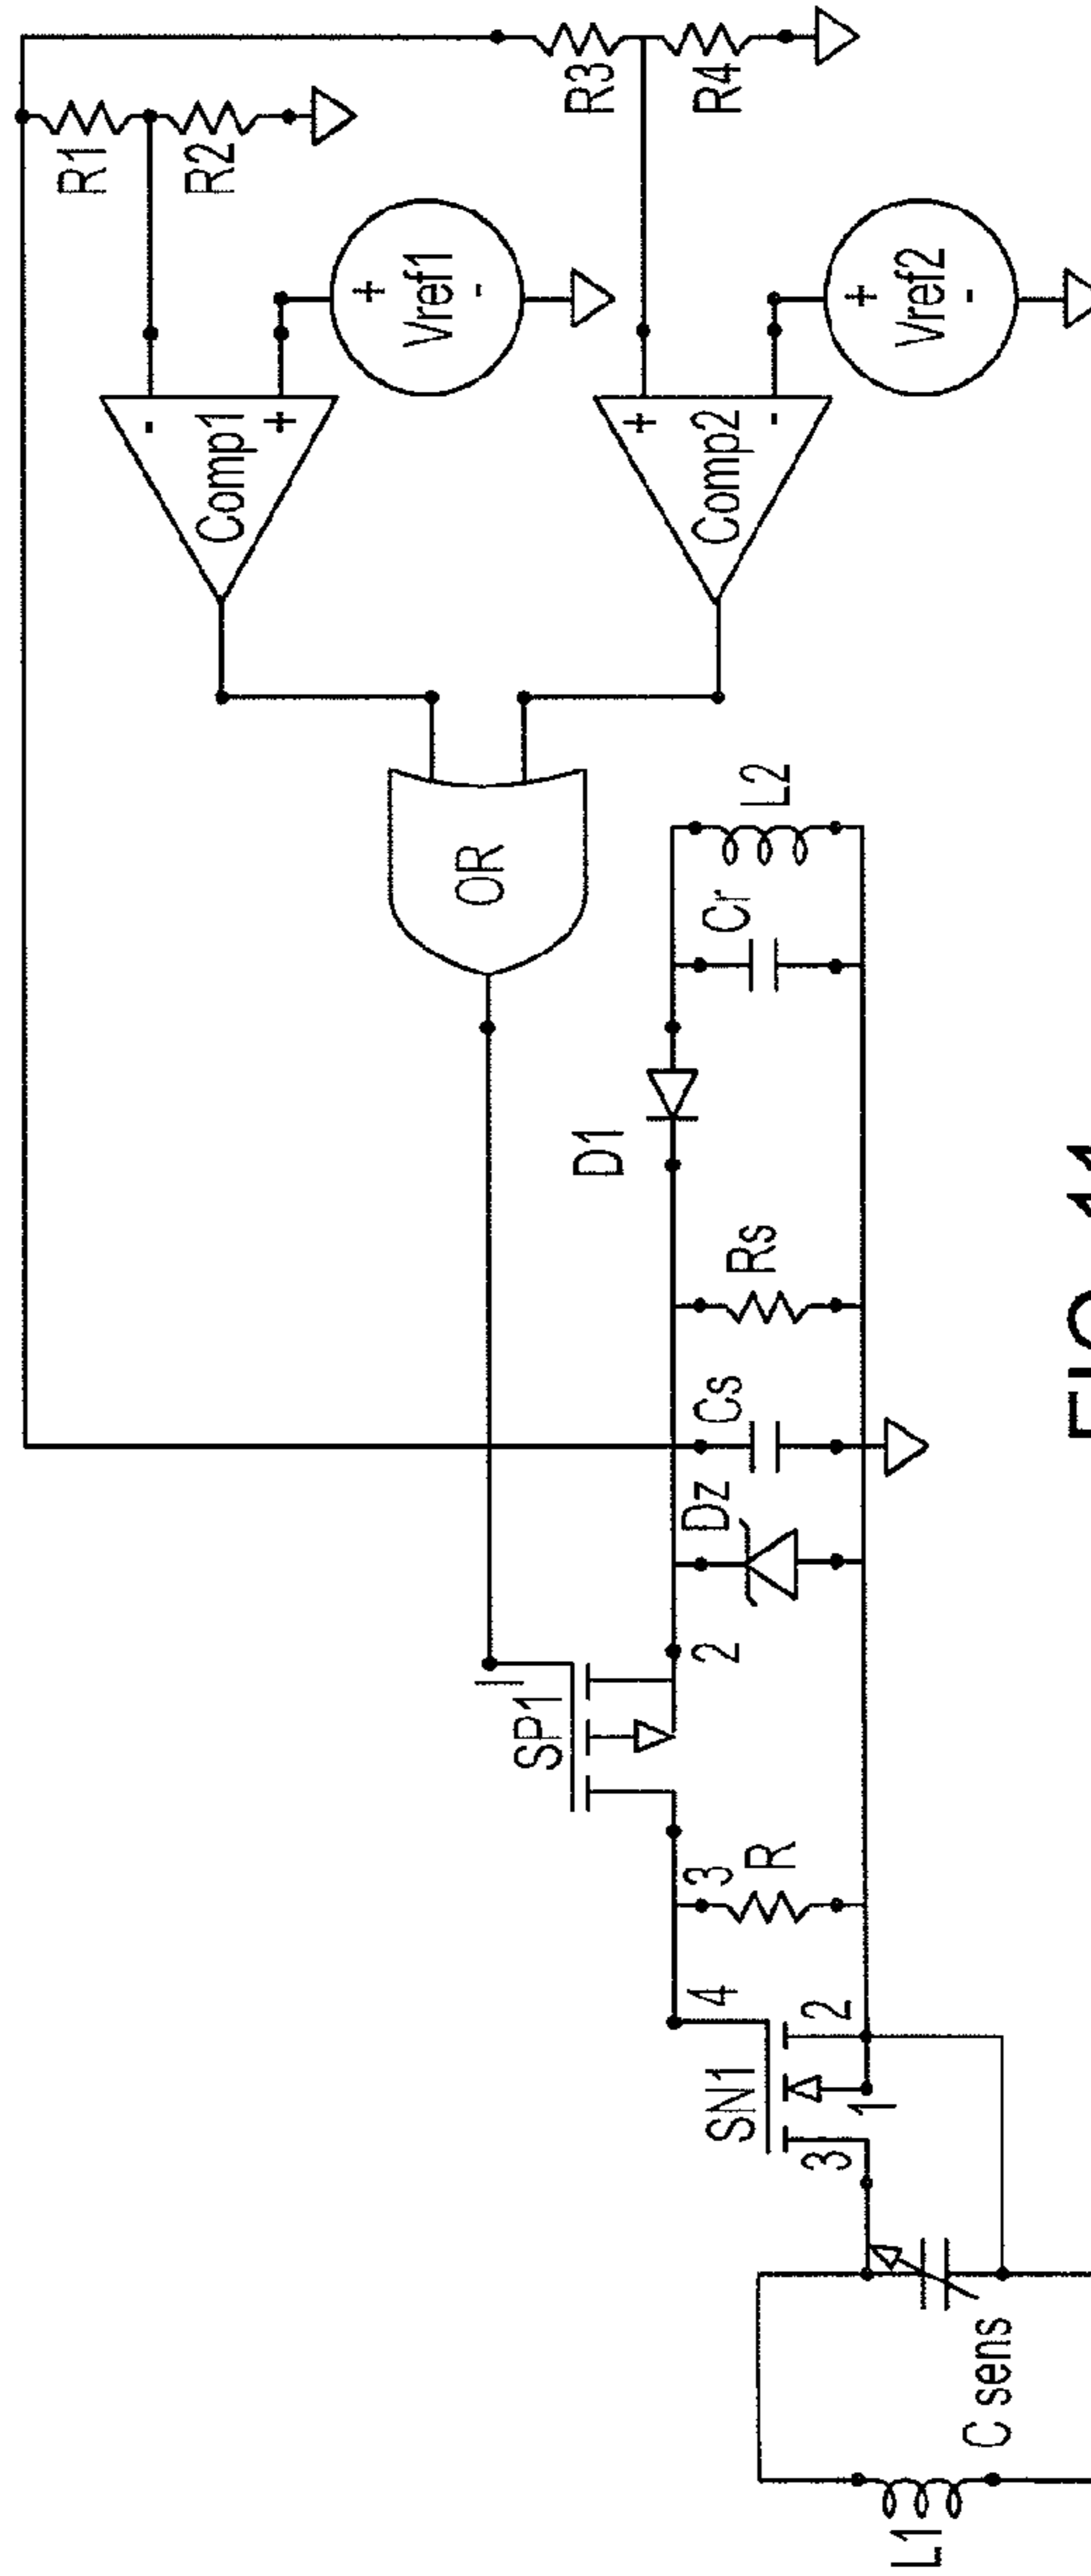 R1
R2
R3
R4
-
Comp1
+
+
Vref1
-
+
Comp2
-
+
Vref2
-
OR
L2
Cr
D1
Rs
Cs
Dz
2
SP1
3
R
4
SN1
2
1
3
C sens
L1